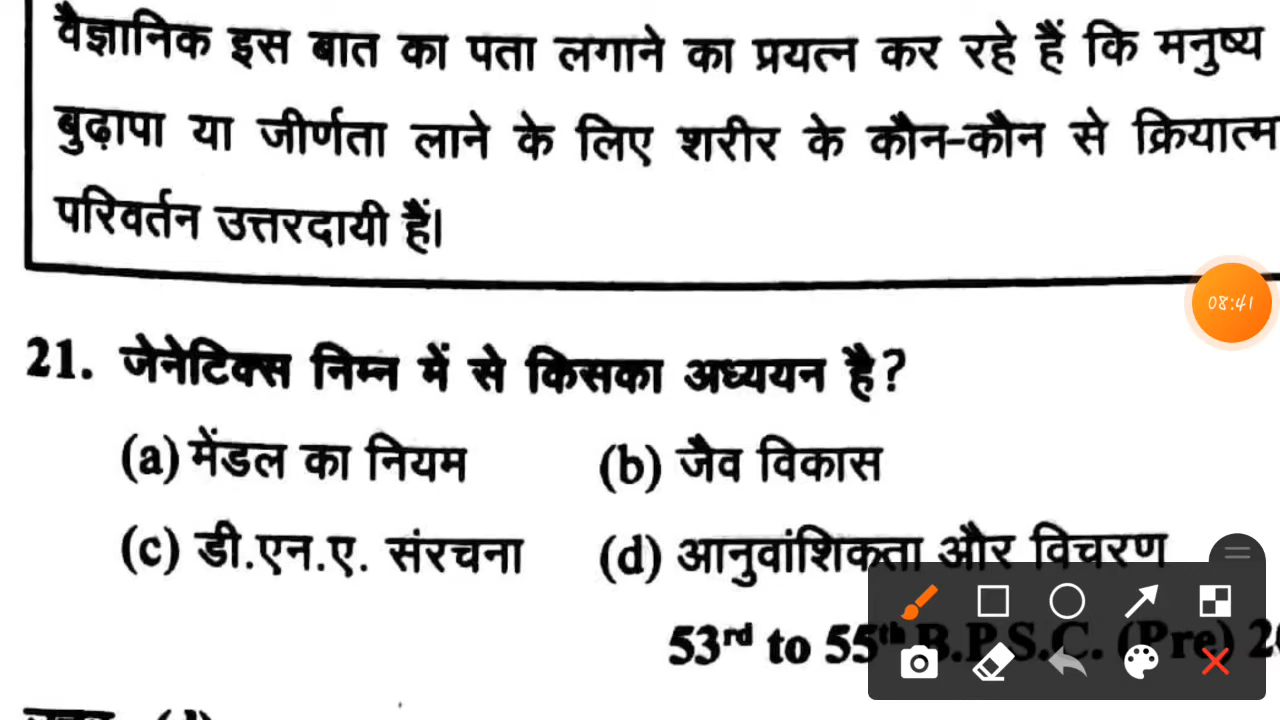 वैज्ञानिक इस बात का पता लगाने का प्रयत्न कर रहे हैं कि मनुष्य
बुढ़ापा या जीर्णता लाने के लिए शरीर के कौन-कौन से क्रियात्म
परिवर्तन उत्तरदायी हैं।
08:41
21. जेनेटिक्स निम्न में से किसका अध्ययन है?
(a) मेंडल का नियम (b) जैव विकास
(c) डी.एन.ए. संरचना (d) आनुवांशिकता और विचरण
53rd to 55th B.P.S.C. (Pre)